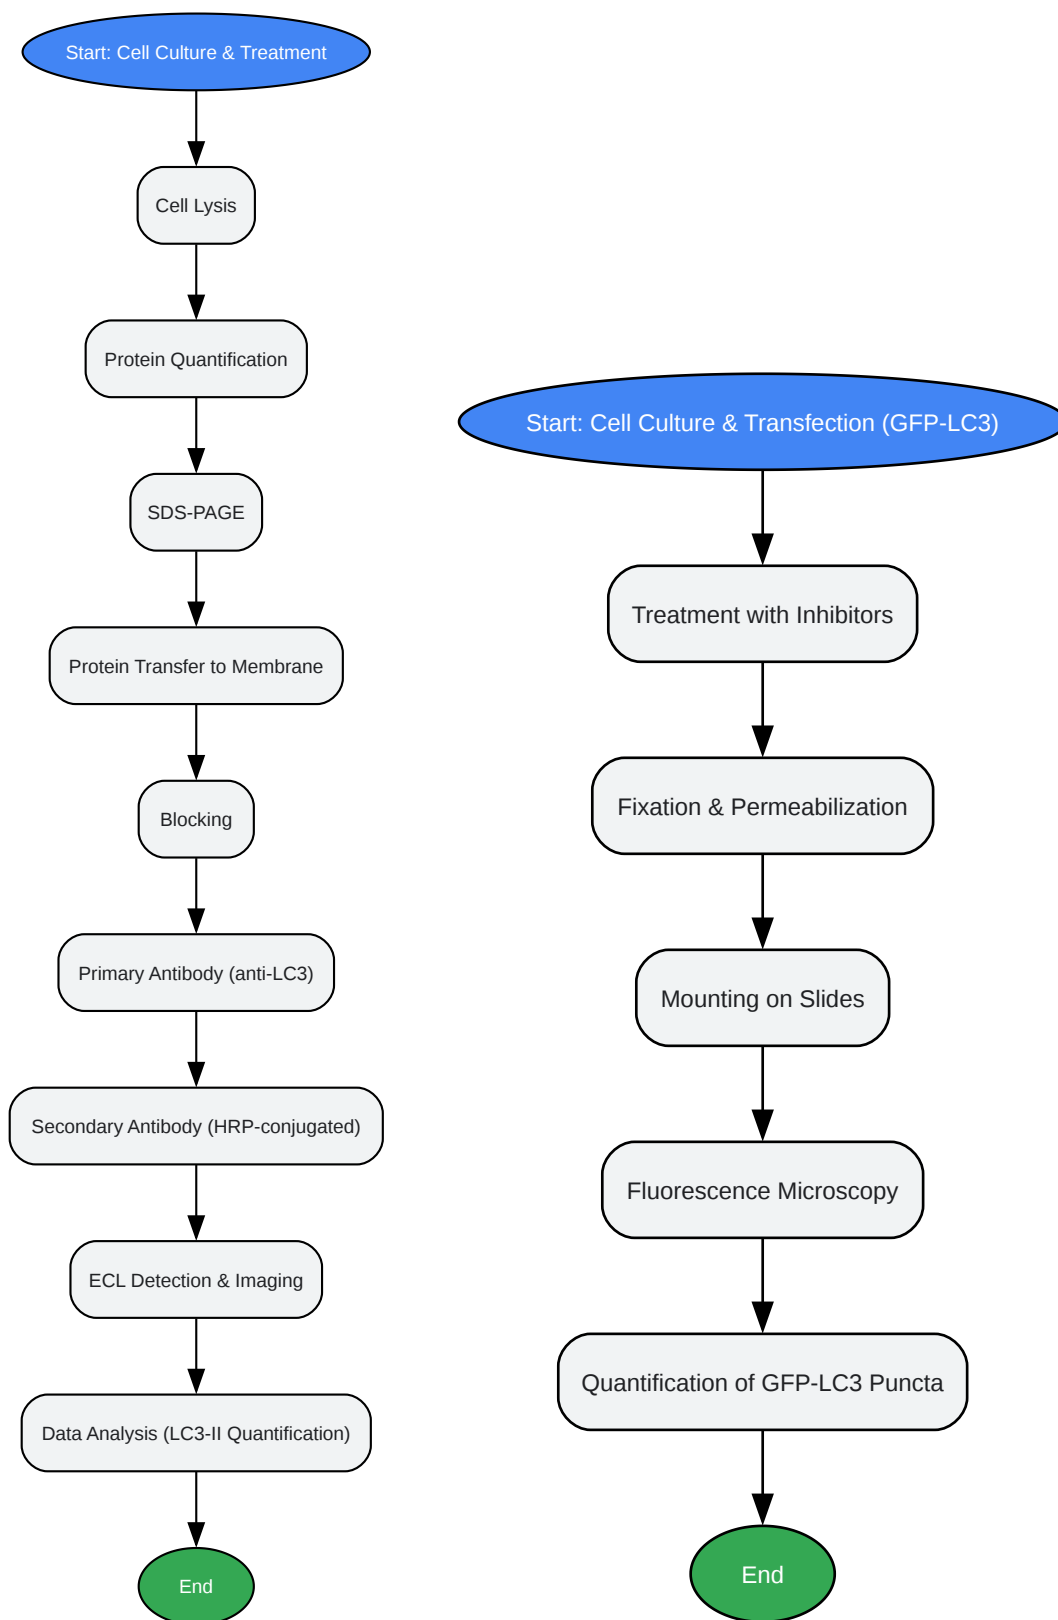 Start: Cell Culture & Treatment
Cell Lysis
Protein Quantification
SDS-PAGE
Protein Transfer to Membrane
Blocking
Primary Antibody (anti-LC3)
Secondary Antibody (HRP-conjugated)
ECL Detection & Imaging
Data Analysis (LC3-II Quantification)
End
Start: Cell Culture & Transfection (GFP-LC3)
Treatment with Inhibitors
Fixation & Permeabilization
Mounting on Slides
Fluorescence Microscopy
Quantification of GFP-LC3 Puncta
End